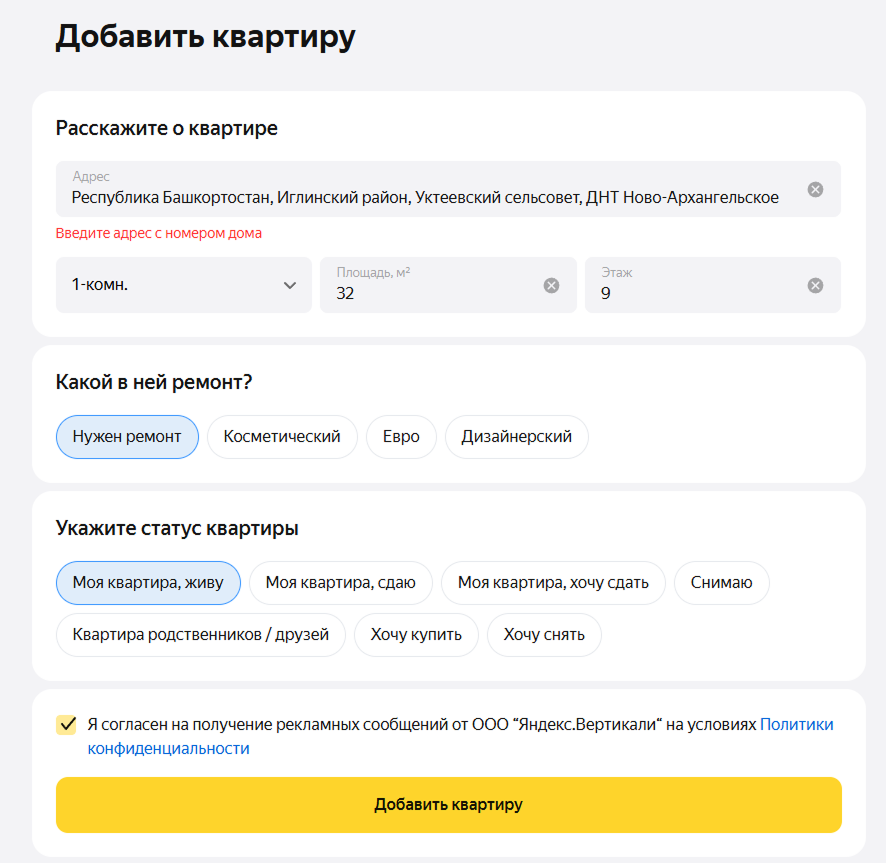 Добавить квартиру
Расскажите о квартире
Адрес
Республика Башкортостан, Иглинский район, Уктеевский сельсовет, ДНТ Ново-Архангельское
Введите адрес с номером дома
1-комн.
Площадь, м²
32
Этаж
9
Какой в ней ремонт?
Нужен ремонт
Косметический
Евро
Дизайнерский
Укажите статус квартиры
Моя квартира, живу
Моя квартира, сдаю
Моя квартира, хочу сдать
Снимаю
Квартира родственников / друзей
Хочу купить
Хочу снять
Я согласен на получение рекламных сообщений от ООО “Яндекс.Вертикали“ на условиях Политики
конфиденциальности
Добавить квартиру